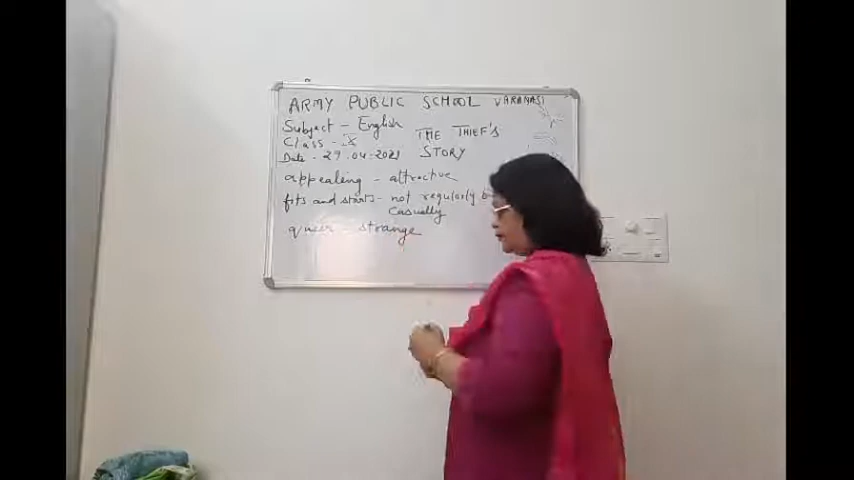 ARMY PUBLIC SCHOOL VARANASI
Subject - English
Class - X
Date - 29.04.2021
THE THIEF'S
STORY
appealing - attractive
fits and starts - not regularly
Casually
queer - strange